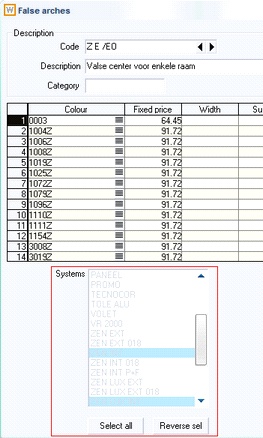 W False arches
Description
Code Z E /EO
Description Valse center voor enkele raam
Category
Colour Fixed price Width Su
1 0003 64.45
2 1004Z 91.72
3 1006Z 91.72
4 1008Z 91.72
5 1019Z 91.72
6 1025Z 91.72
7 1072Z 91.72
8 1079Z 91.72
9 1096Z 91.72
10 1110Z 91.72
11 1111Z 91.72
12 1154Z 91.72
13 3008Z 91.72
14 3019Z 91.72
Systems PANEEL
PROMO
TECNOCOR
TOLE ALU
VOLET
VR 2000
ZEN EXT
ZEN EXT 018
ZEN INT 018
ZEN INT P+F
ZEN LUX EXT
ZEN LUX EXT 018
Select all Reverse sel